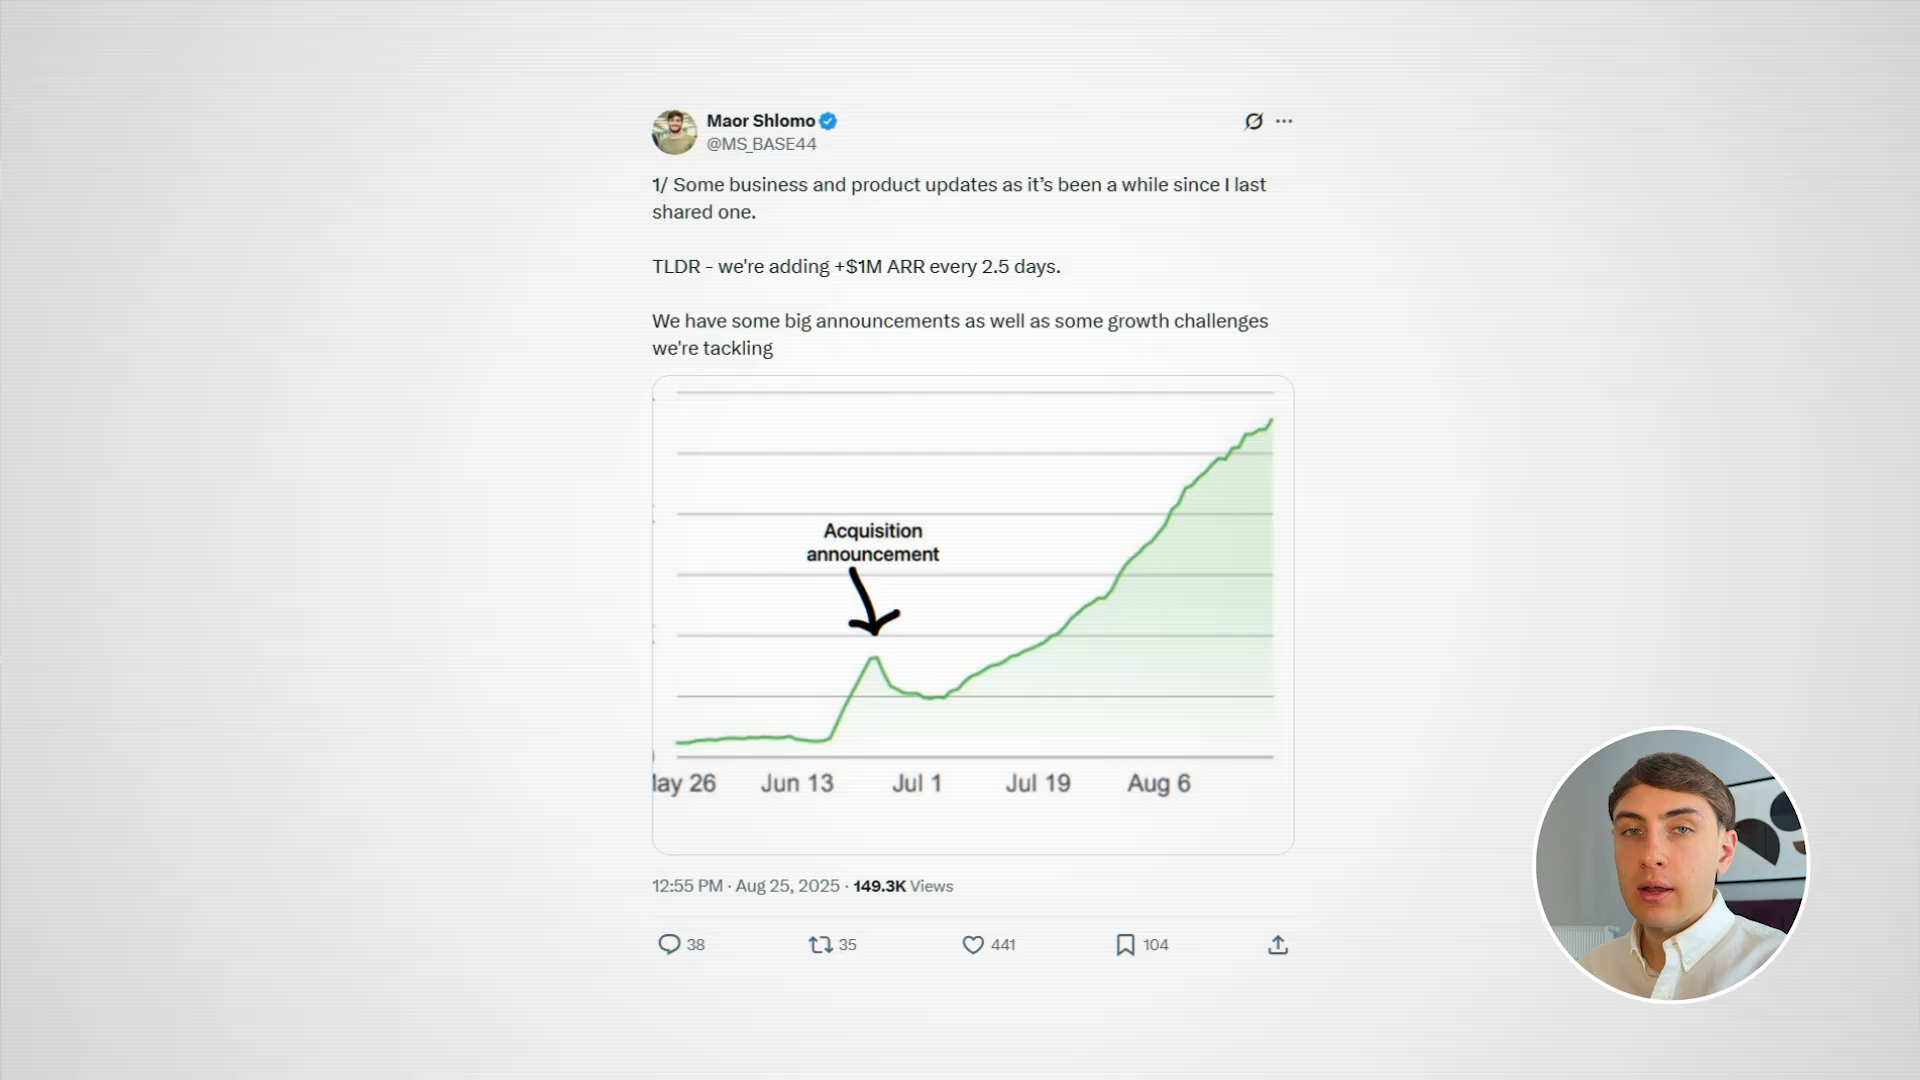 Maor Shlomo
@MS_BASE44
1/ Some business and product updates as it’s been a while since I last
shared one.
TLDR - we're adding +$1M ARR every 2.5 days.
We have some big announcements as well as some growth challenges
we're tackling
Acquisition
announcement
ay 26 Jun 13 Jul 1 Jul 19 Aug 6
12:55 PM · Aug 25, 2025 · 149.3K Views
38 35 441 104